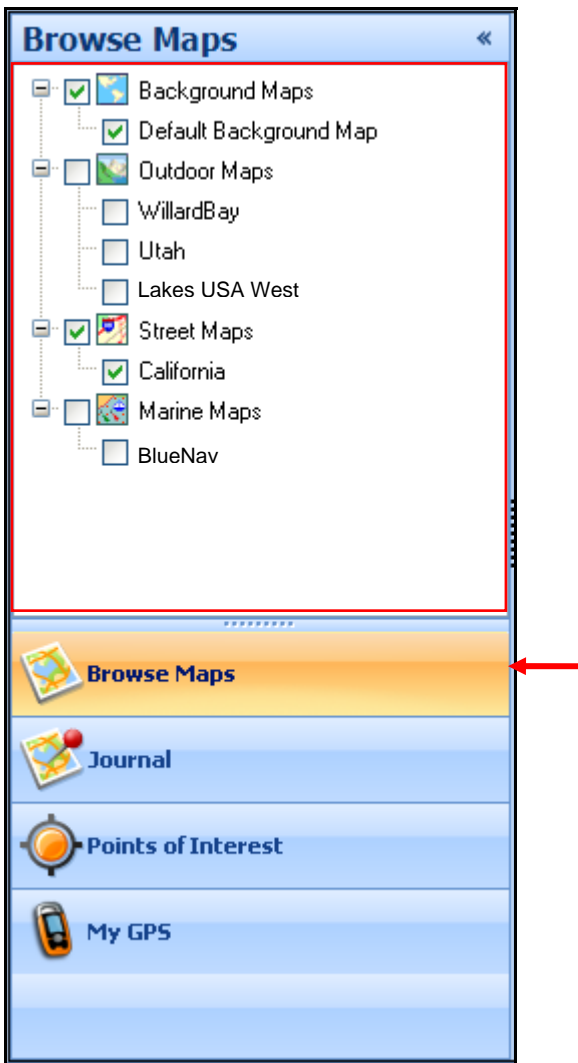 Browse Maps «
Background Maps
Default Background Map
Outdoor Maps
WillardBay
Utah
Lakes USA West
Street Maps
California
Marine Maps
BlueNav
Browse Maps
Journal
Points of Interest
My GPS